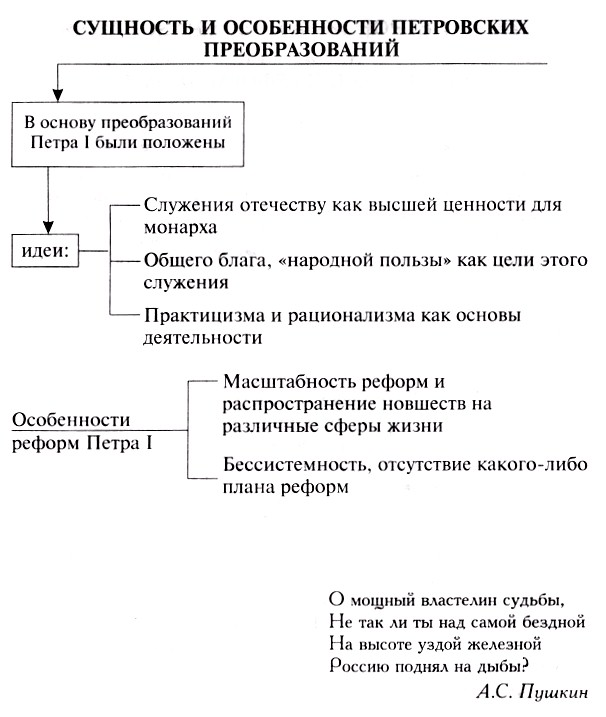 СУЩНОСТЬ И ОСОБЕННОСТИ ПЕТРОВСКИХ
ПРЕОБРАЗОВАНИЙ
В основу преобразований
Петра I были положены
идеи:
Служения отечеству как высшей ценности для
монарха
Общего блага, «народной пользы» как цели этого
служения
Практицизма и рационализма как основы
деятельности
Особенности
реформ Петра I
Масштабность реформ и
распространение новшеств на
различные сферы жизни
Бессистемность, отсутствие какого-либо
плана реформ
О мощный властелин судьбы,
Не так ли ты над самой бездной
На высоте уздой железной
Россию поднял на дыбы?
А.С. Пушкин